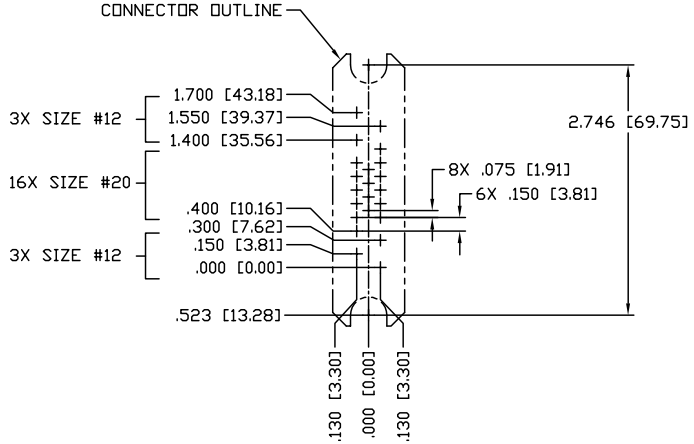 CONNECTOR OUTLINE
1.700 [43.18]
3X SIZE #12
1.550 [39.37]
2.746 [69.75]
1.400 [35.56]
8X .075 [1.91]
16X SIZE #20
6X .150 [3.81]
.400 [10.16]
.300 [7.62]
.150 [3.81]
3X SIZE #12
.000 [0.00]
.523 [13.28]
.130 [3.30]
.000 [0.00]
.130 [3.30]